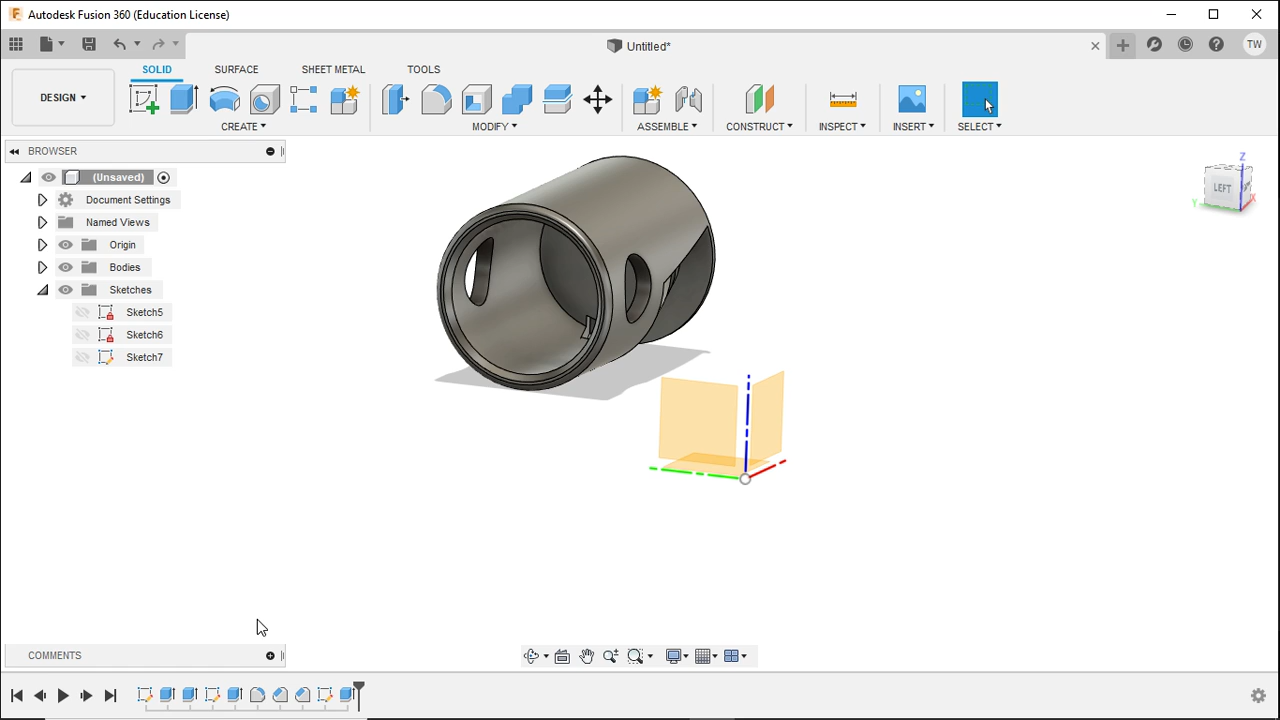 Autodesk Fusion 360 (Education License)
Untitled*
TW
SOLID SURFACE SHEET METAL TOOLS
DESIGN
CREATE MODIFY ASSEMBLE CONSTRUCT INSPECT INSERT SELECT
BROWSER
(Unsaved)
Document Settings
Named Views
Origin
Bodies
Sketches
Sketch5
Sketch6
Sketch7
Z
LEFT
Y
X
COMMENTS